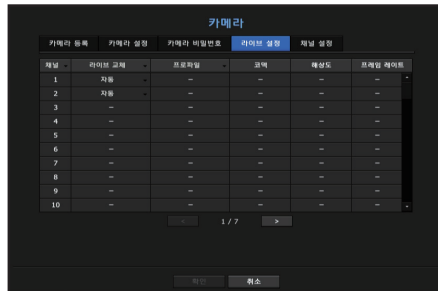 카메라
카메라 등록 카메라 설정 카메라 비밀번호 라이브 설정 채널 설정
채널 라이브 교체 프로파일 코덱 해상도 프레임 레이트
1 자동 – – – –
2 자동 – – – –
3 – – – – –
4 – – – – –
5 – – – – –
6 – – – – –
7 – – – – –
8 – – – – –
9 – – – – –
10 – – – – –
< 1 / 7 >
확인 취소